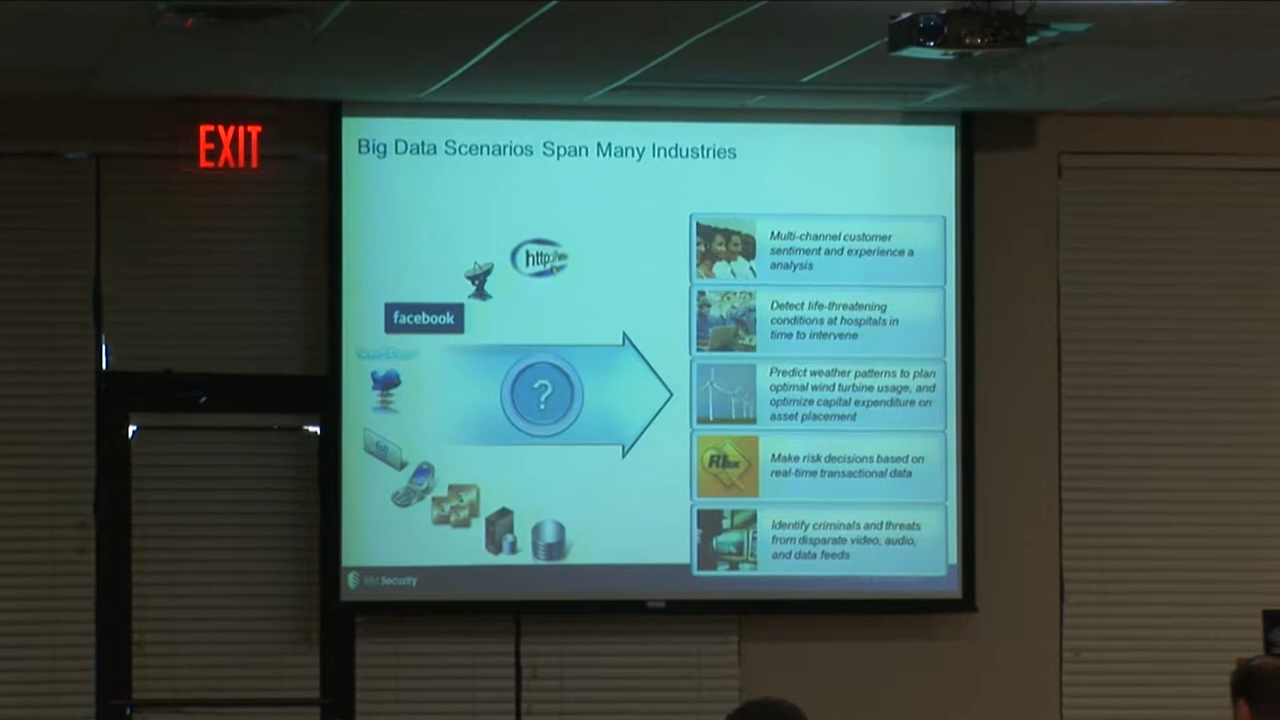 EXIT
Big Data Scenarios Span Many Industries
http://w
facebook
Multi-channel customer
sentiment and experience a
analysis
Detect life-threatening
conditions at hospitals in
time to intervene
Predict weather patterns to plan
optimal wind turbine usage, and
optimize capital expenditure on
asset placement
?
Make risk decisions based on
real-time transactional data
Identify criminals and threats
from disparate video, audio,
and data feeds
IBM Security